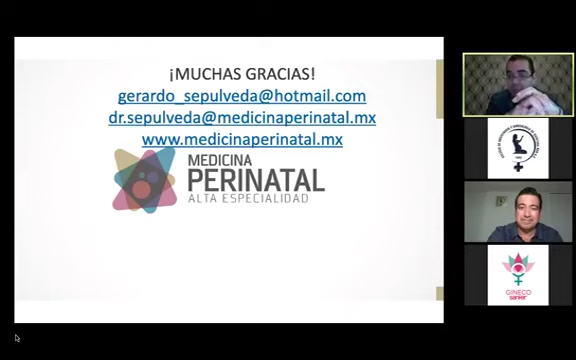 ¡MUCHAS GRACIAS!
gerardo_sepulveda@hotmail.com
dr.sepulveda@medicinaperinatal.mx
www.medicinaperinatal.mx
MEDICINA
PERINATAL
ALTA ESPECIALIDAD
GINECO